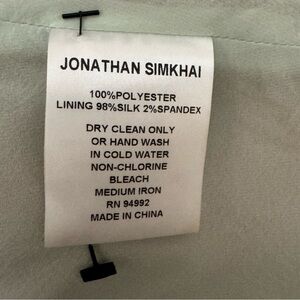 JONATHAN SIMKHAI
100%POLYESTER
LINING 98%SILK 2%SPANDEX
DRY CLEAN ONLY
OR HAND WASH
IN COLD WATER
NON-CHLORINE
BLEACH
MEDIUM IRON
RN 94992
MADE IN CHINA